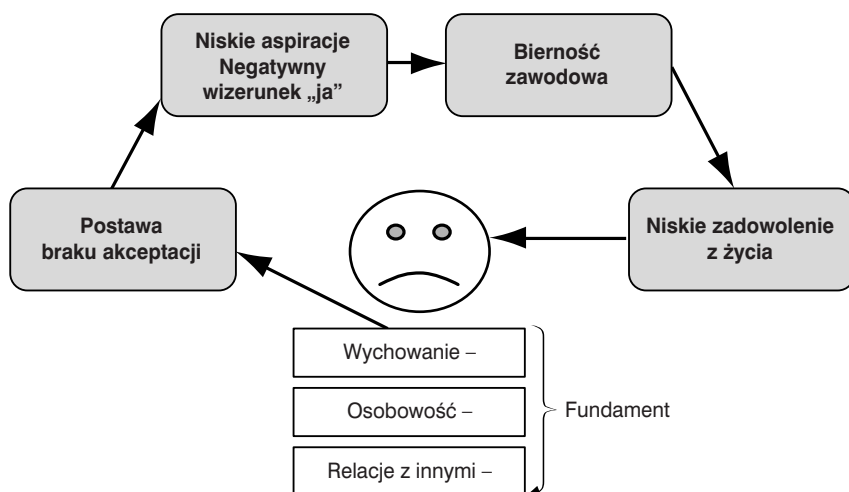 Niskie aspiracje
Negatywny
wizerunek „ja”
Bierność
zawodowa
Postawa
braku akceptacji
Niskie zadowolenie
z życia
Wychowanie –
Osobowość –
Fundament
Relacje z innymi –